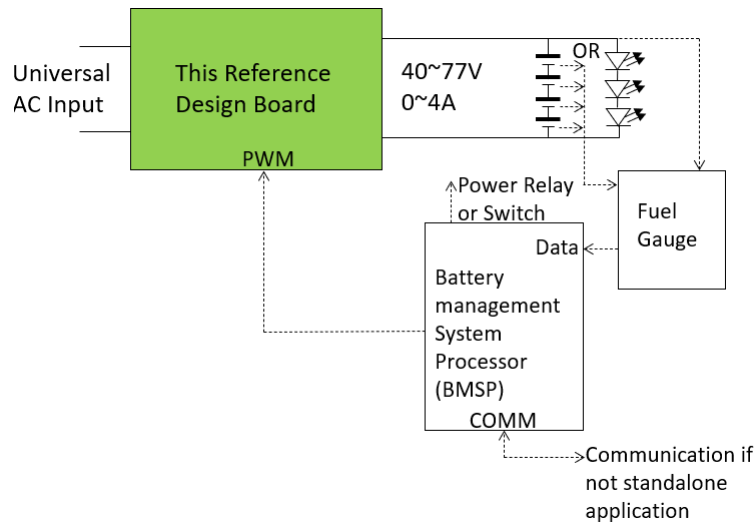 Universal
AC Input
This Reference
Design Board
PWM
40~77V
0~4A
OR
Power Relay
or Switch
Fuel
Gauge
Data
Battery
management
System
Processor
(BMSP)
COMM
Communication if
not standalone
application